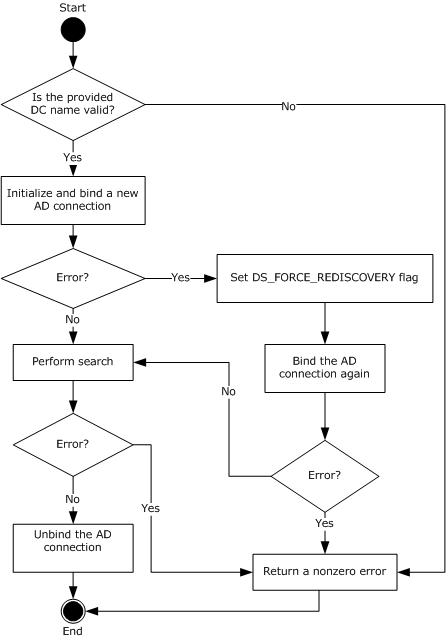 Start
Is the provided
DC name valid?
No
Yes
Initialize and bind a new
AD connection
Error?
Yes
Set DS_FORCE_REDISCOVERY flag
No
Perform search
Bind the AD
connection again
No
Error?
Error?
Yes
No
Yes
Unbind the AD
connection
Return a nonzero error
End